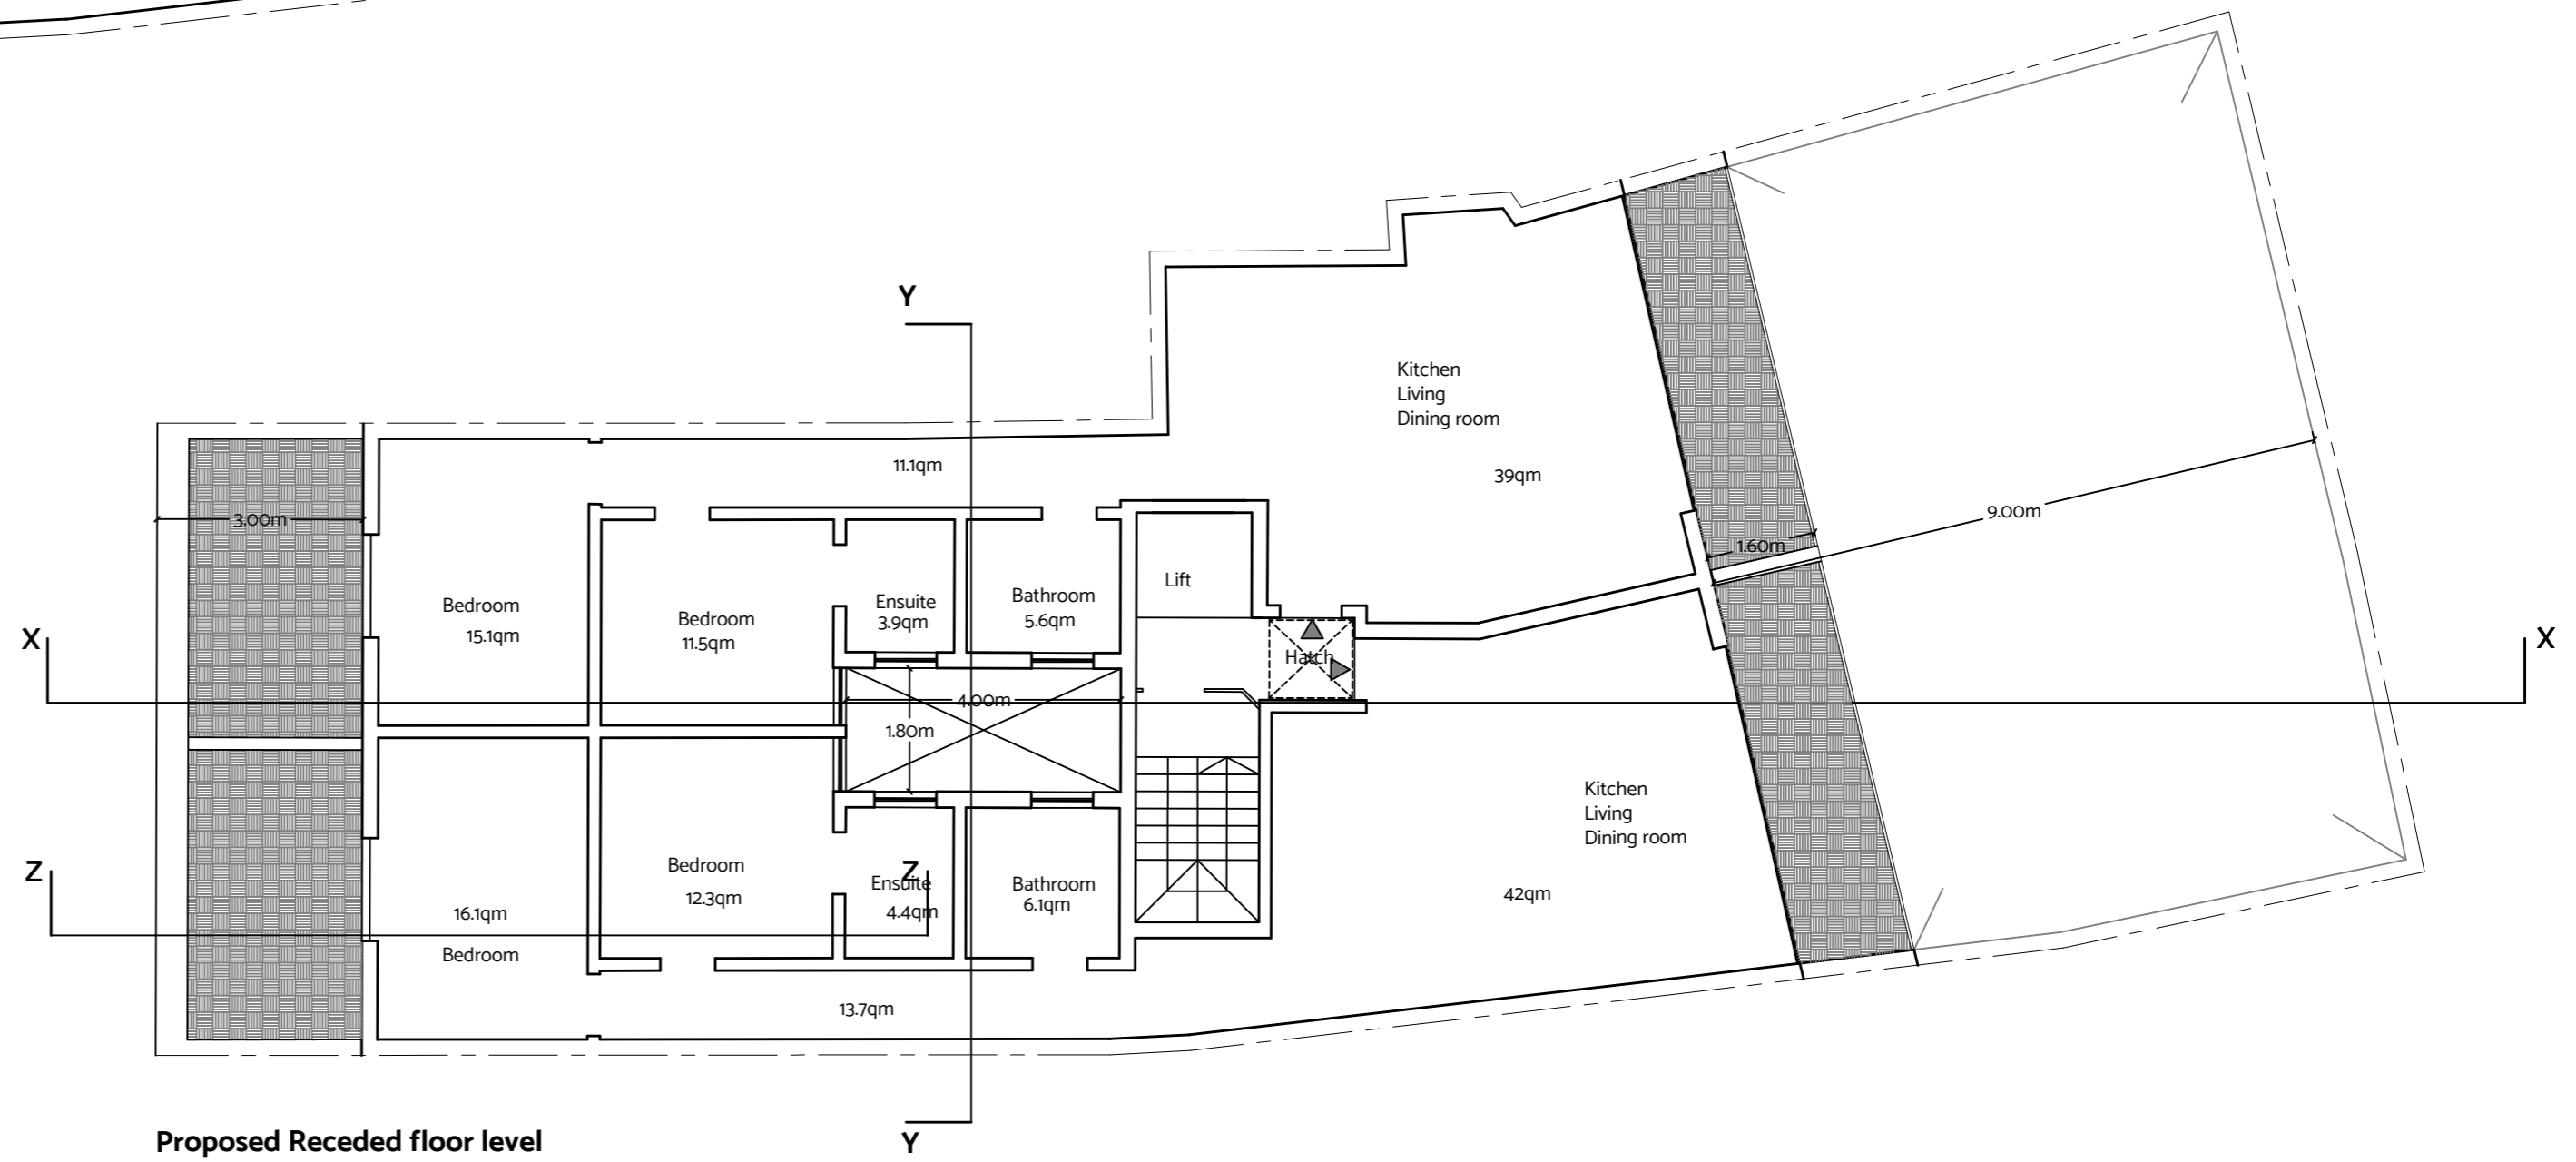 Y
Kitchen
Living
Dining room
11.1qm
39qm
3.00m
9.00m
1.60m
Lift
Bedroom
15.1qm
Bedroom
11.5qm
Ensuite
3.9qm
Bathroom
5.6qm
X
X
Hatch
4.00m
1.80m
Kitchen
Living
Dining room
42qm
Z
Z
16.1qm
Bedroom
Bedroom
12.3qm
Ensuite
4.4qm
Bathroom
6.1qm
13.7qm
Proposed Receded floor level
Y